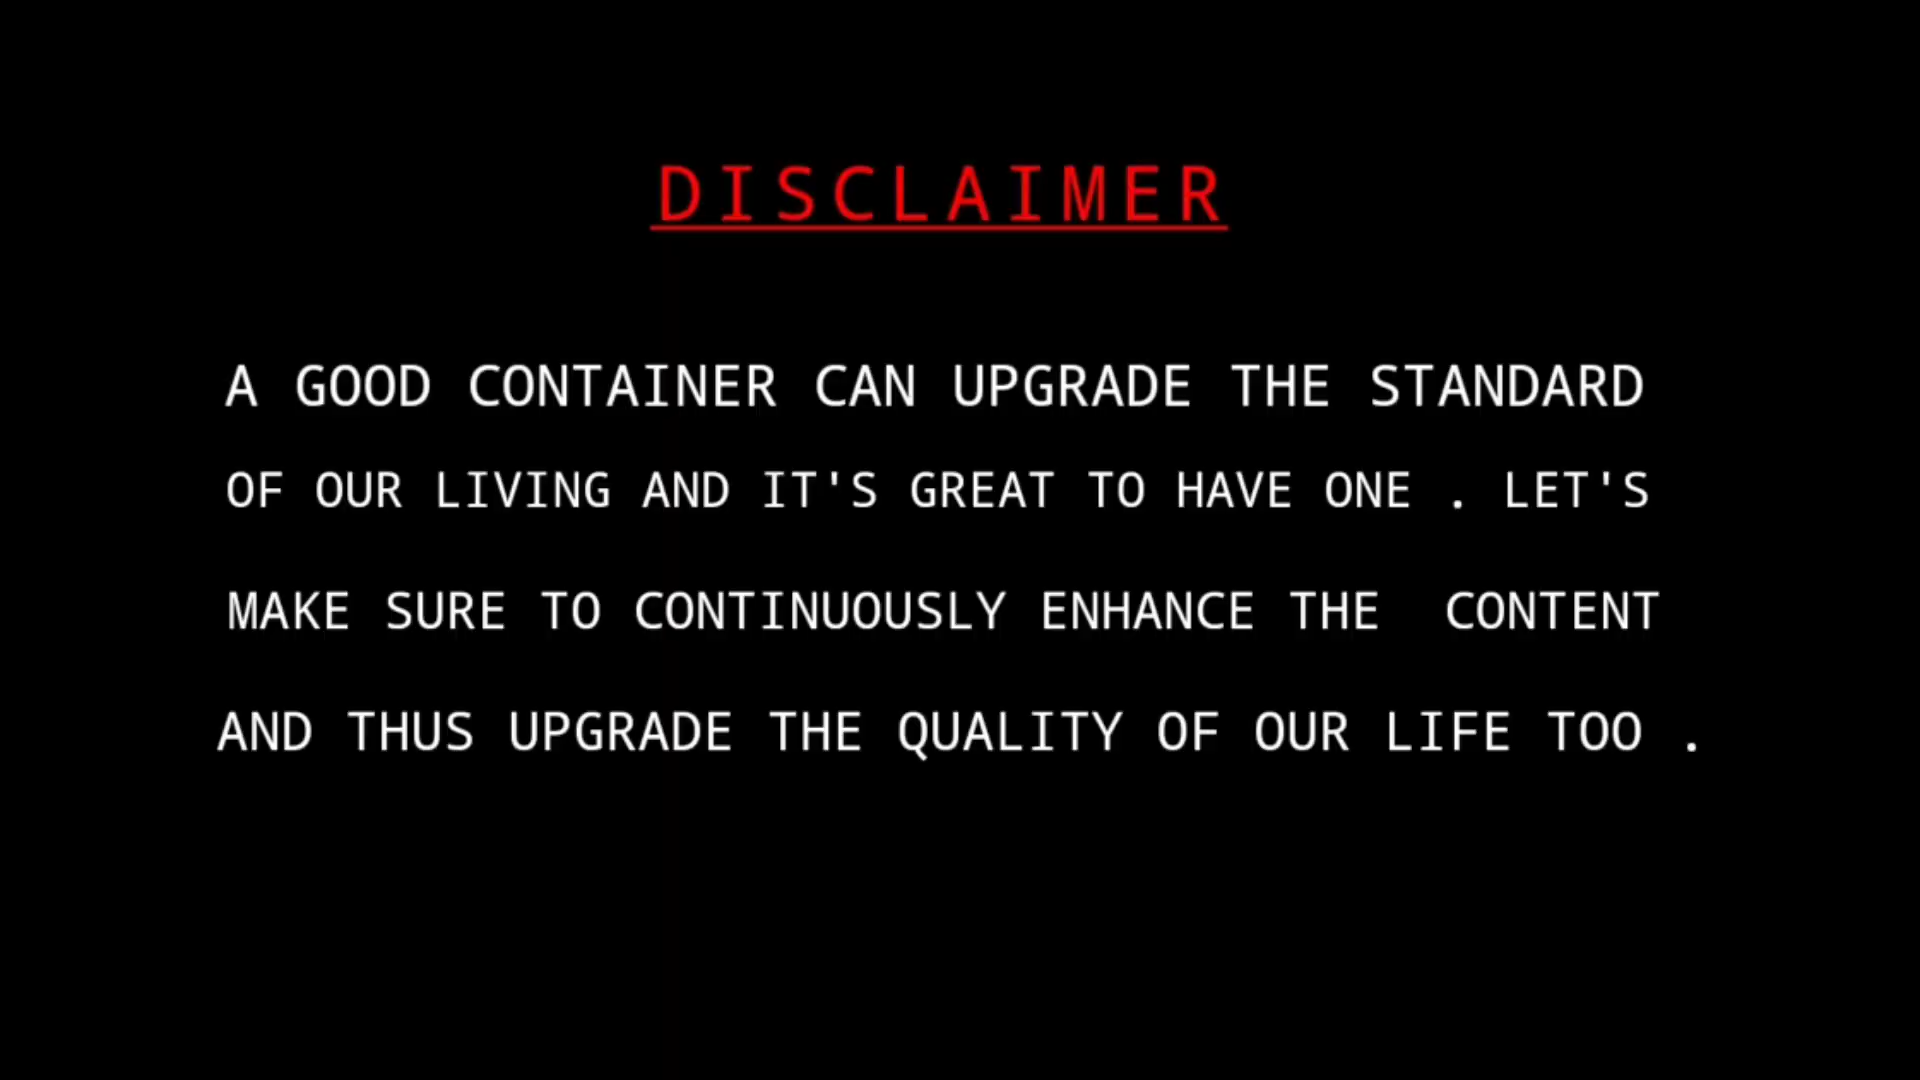 DISCLAIMER
A GOOD CONTAINER CAN UPGRADE THE STANDARD
OF OUR LIVING AND IT'S GREAT TO HAVE ONE . LET'S
MAKE SURE TO CONTINUOUSLY ENHANCE THE  CONTENT
AND THUS UPGRADE THE QUALITY OF OUR LIFE TOO .